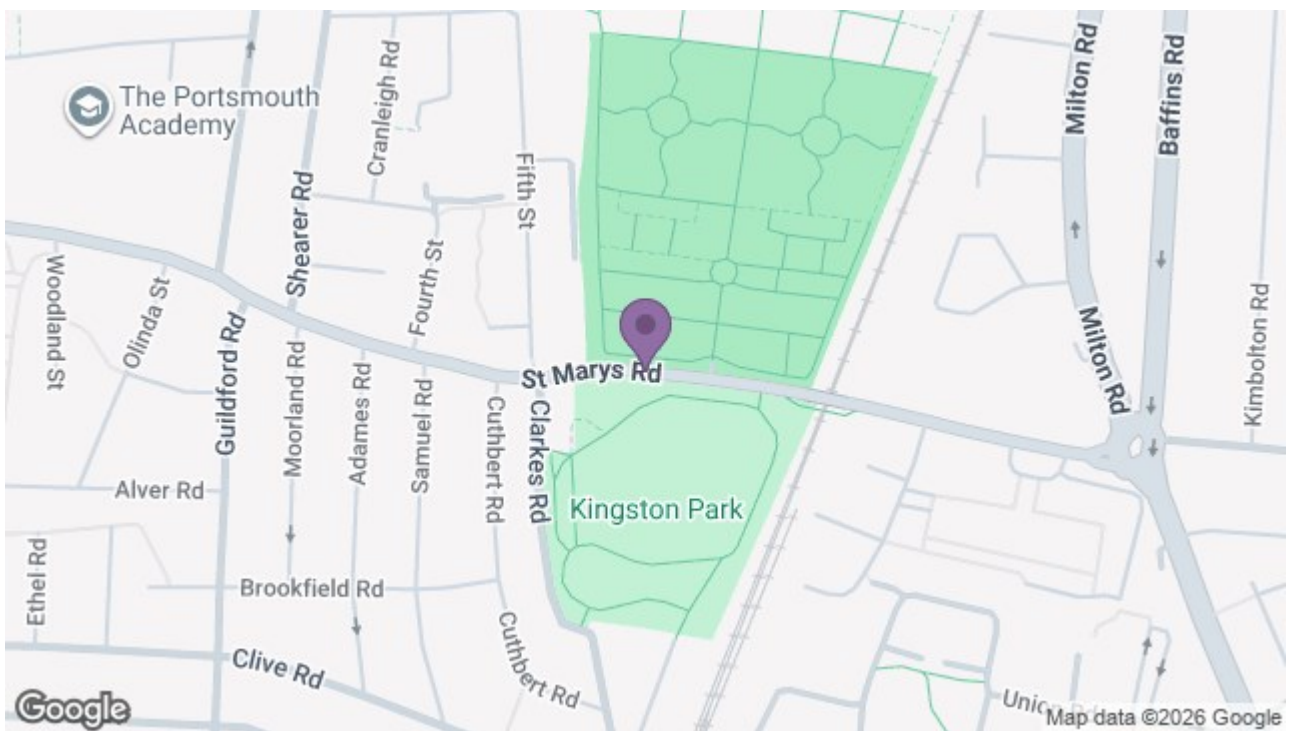 The Portsmouth
Academy
Cranleigh Rd
Shearer Rd
Fifth St
Fourth St
Milton Rd
Baffins Rd
Woodland St
Olinda St
Guildford Rd
Moorland Rd
Adames Rd
Samuel Rd
Cuthbert Rd
Clarkes Rd
St Marys Rd
Milton Rd
Kimbolton Rd
Alver Rd
Kingston Park
Ethel Rd
Brookfield Rd
Clive Rd
Cuthbert Rd
Union Rd
Google
Map data ©2026 Google